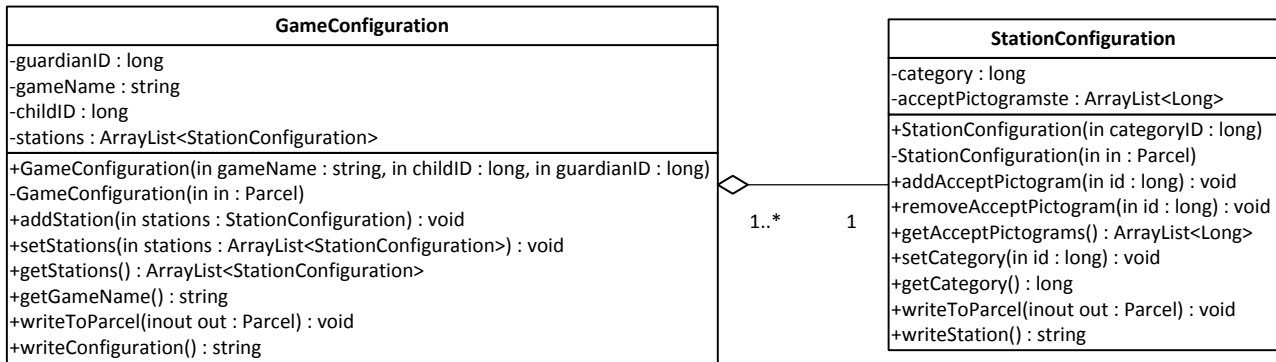 GameConfiguration
-guardianID : long
-gameName : string
-childID : long
-stations : ArrayList<StationConfiguration>
+GameConfiguration(in gameName : string, in childID : long, in guardianID : long)
-GameConfiguration(in in : Parcel)
+addStation(in stations : StationConfiguration) : void
+setStations(in stations : ArrayList<StationConfiguration>) : void
+getStations() : ArrayList<StationConfiguration>
+getGameName() : string
+writeToParcel(inout out : Parcel) : void
+writeConfiguration() : string
1..*
1
StationConfiguration
-category : long
-acceptPictogramste : ArrayList<Long>
+StationConfiguration(in categoryID : long)
-StationConfiguration(in in : Parcel)
+addAcceptPictogram(in id : long) : void
+removeAcceptPictogram(in id : long) : void
+getAcceptPictograms() : ArrayList<Long>
+setCategory(in id : long) : void
+getCategory() : long
+writeToParcel(inout out : Parcel) : void
+writeStation() : string